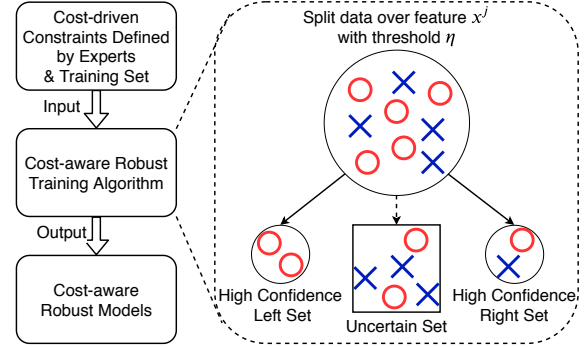 Cost-driven
Constraints Defined
by Experts
& Training Set
Input
Cost-aware Robust
Training Algorithm
Output
Cost-aware
Robust Models
Split data over feature x^j
with threshold η
High Confidence
Left Set
Uncertain Set
High Confidence
Right Set